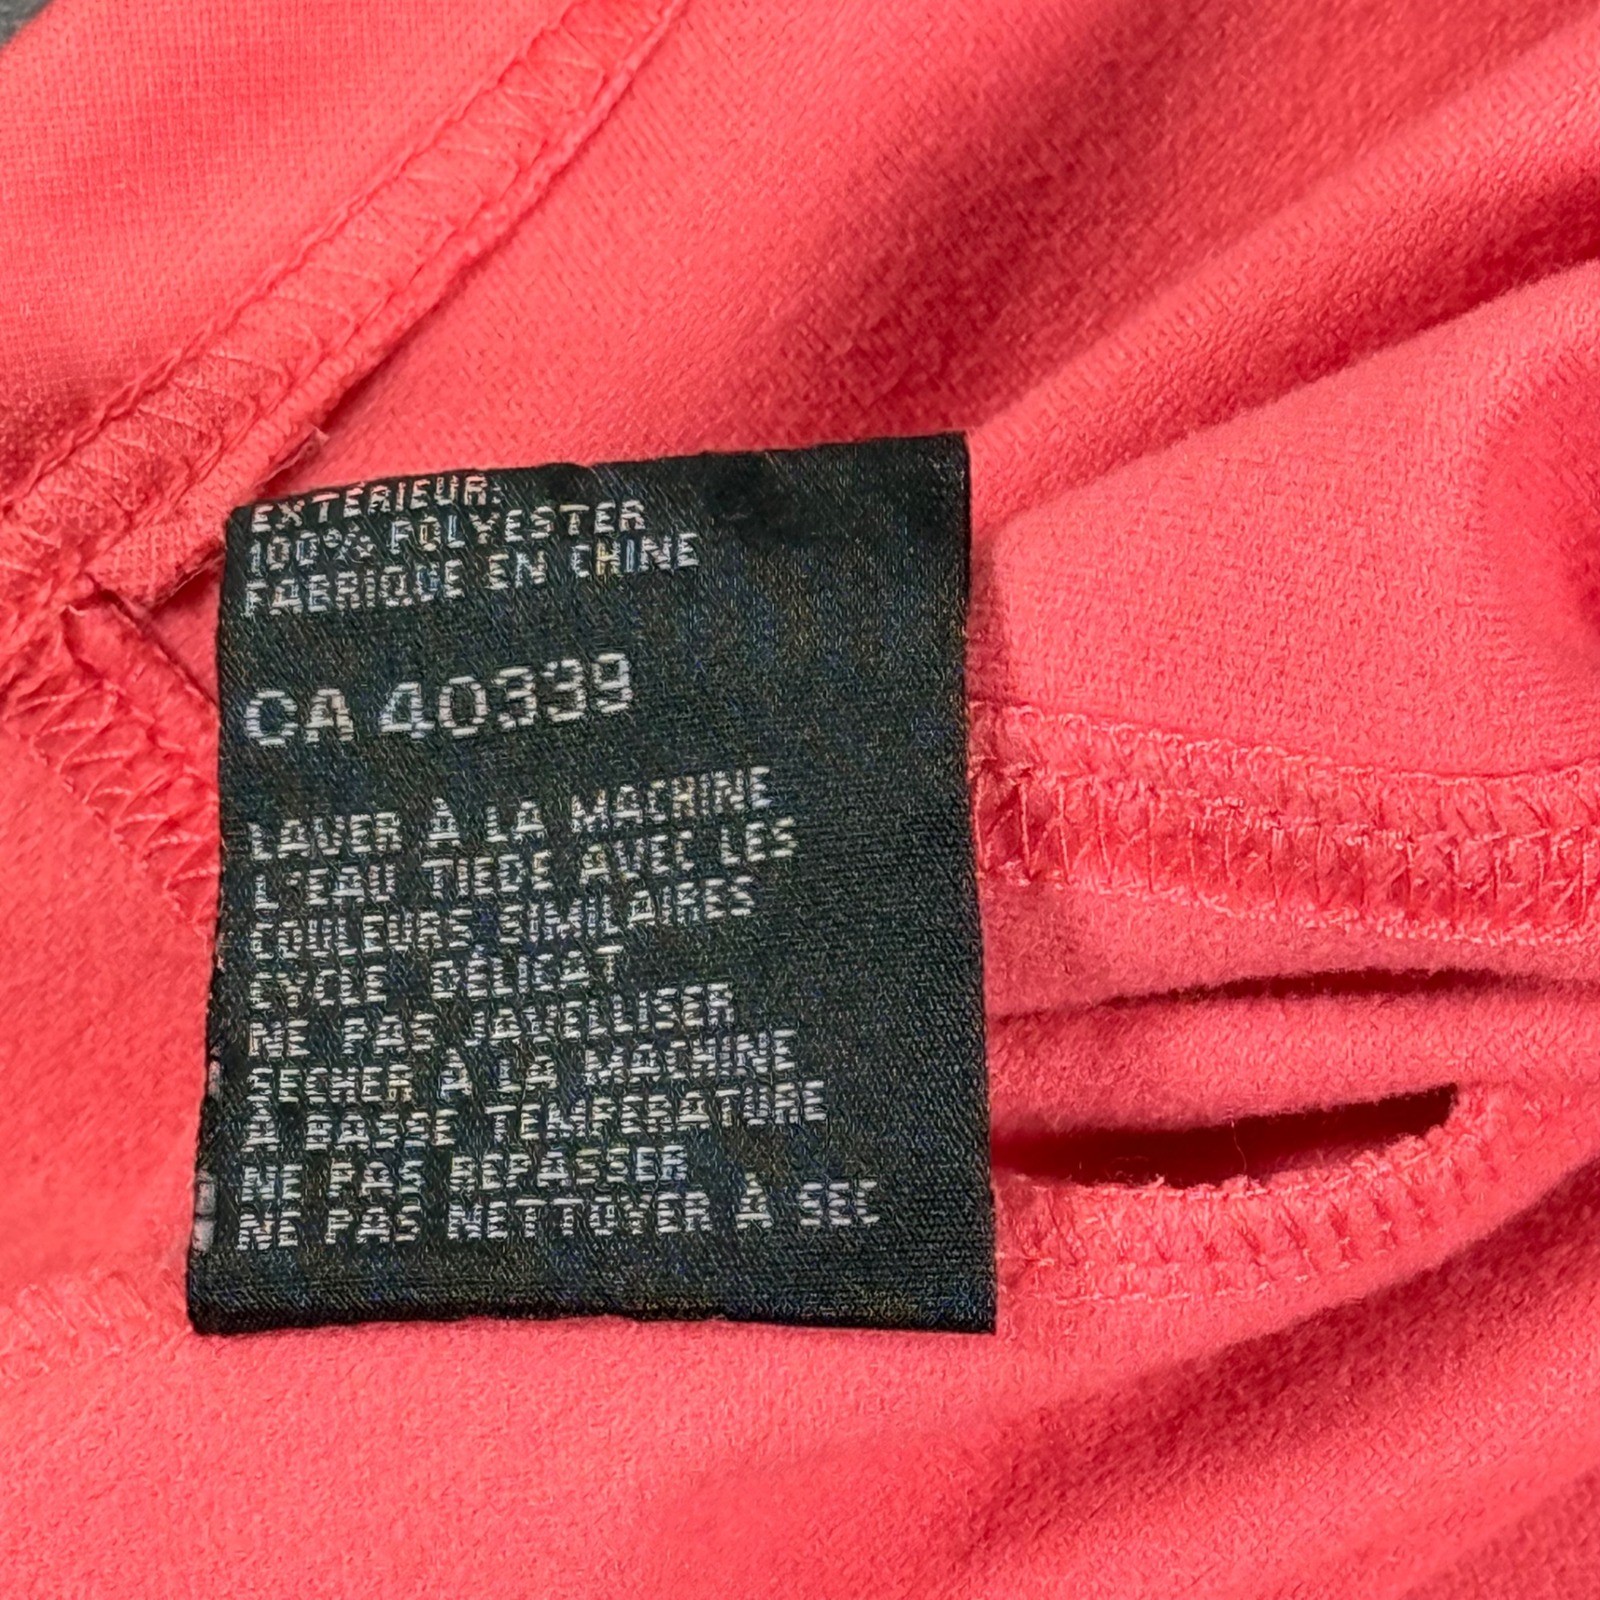 EXTÉRIEUR:
100% POLYESTER
FABRIQUE EN CHINE
CA 40339
LAVER À LA MACHINE
L'EAU TIEDE AVEC LES
COULEURS SIMILAIRES
CYCLE DÉLICAT
NE PAS JAVELLISER
SECHER À LA MACHINE
À BASSE TEMPERATURE
NE PAS REPASSER
NE PAS NETTOYER À SEC